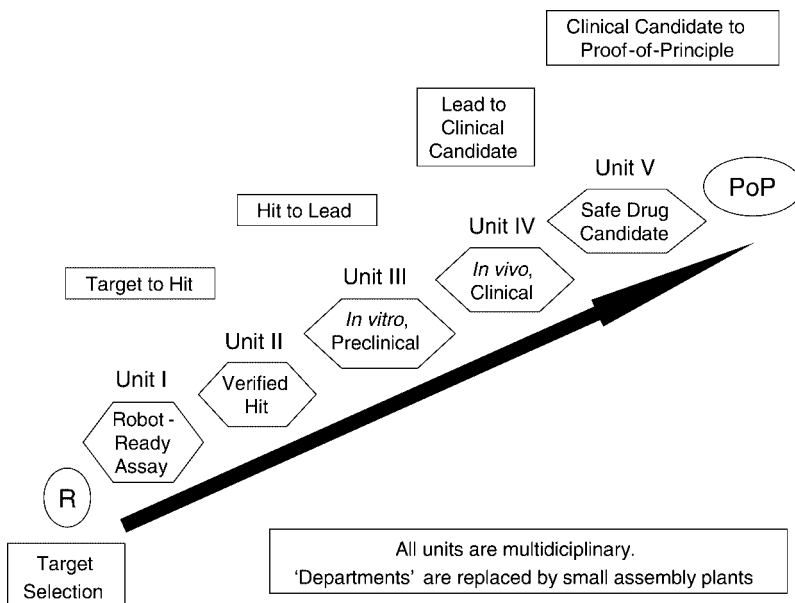 Clinical Candidate to
Proof-of-Principle
Lead to
Clinical
Candidate
Unit V
PoP
Safe Drug
Candidate
Hit to Lead
Unit IV
In vivo,
Clinical
Target to Hit
Unit III
In vitro,
Preclinical
Unit II
Verified
Hit
Unit I
Robot-
Ready
Assay
R
Target
Selection
All units are multidiciplinary.
‘Departments’ are replaced by small assembly plants